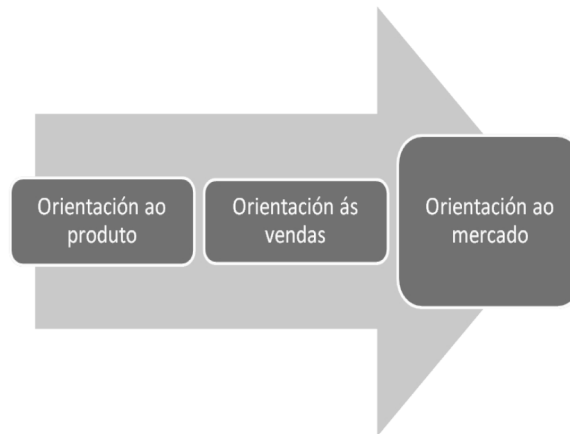 Orientación ao
produto
Orientación ás
vendas
Orientación ao
mercado